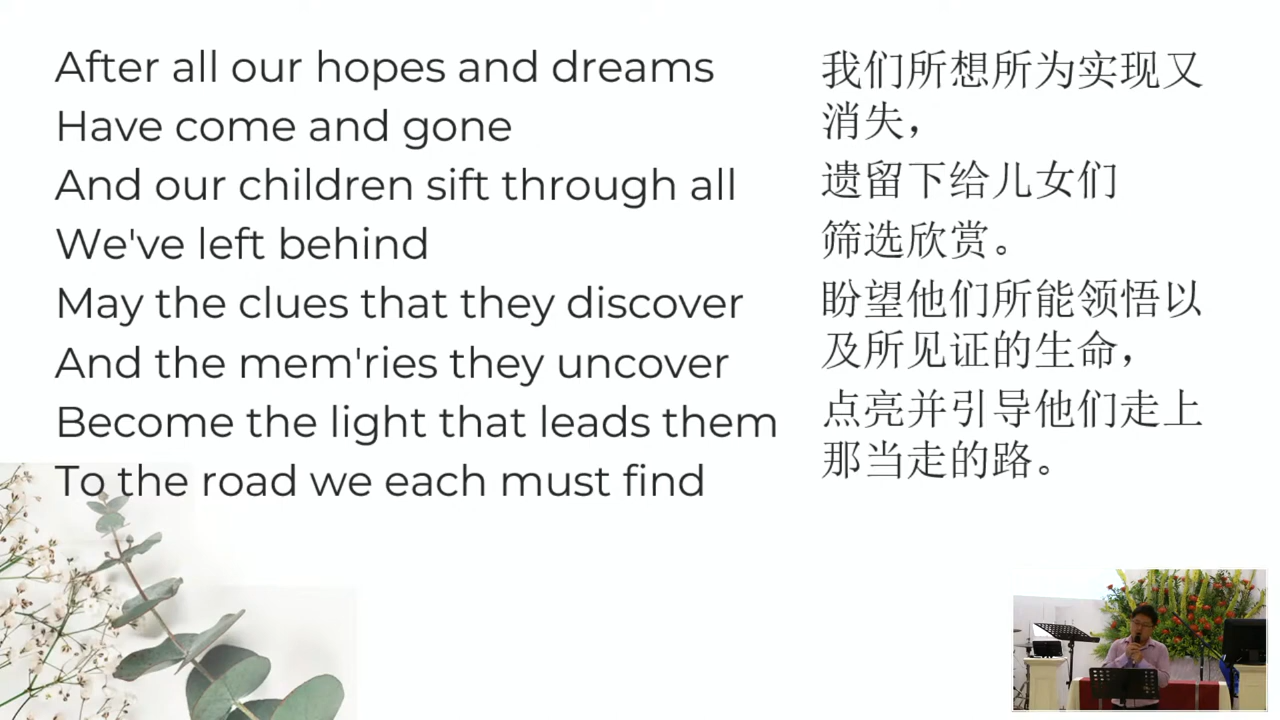 After all our hopes and dreams
Have come and gone
And our children sift through all
We've left behind
May the clues that they discover
And the mem'ries they uncover
Become the light that leads them
To the road we each must find
我们所想所为实现又
消失，
遗留下给儿女们
筛选欣赏。
盼望他们所能领悟以
及所见证的生命，
点亮并引导他们走上
那当走的路。